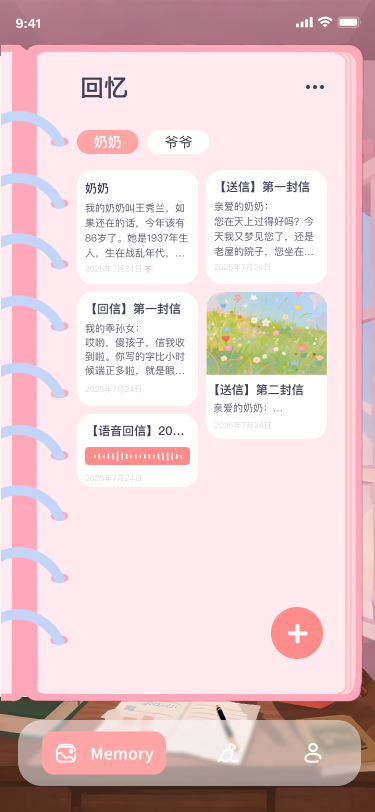 9:41
回忆
奶奶
爷爷
奶奶
我的奶奶叫王秀兰，如
果还在的话，今年该有
86岁了。她是1937年生
人，生在战乱年代，...
2025年7月24日
【送信】第一封信
亲爱的奶奶：
您在天上过得好吗？今
天我又梦见您了，还是
老屋的院子，您坐在...
2025年7月24日
【回信】第一封信
我的乖孙女：
哎哟，傻孩子，信我收
到啦。你写的字比小时
候端正多啦，就是眼...
2025年7月24日
【送信】第二封信
亲爱的奶奶：...
2025年7月24日
【语音回信】20...
2025年7月24日
Memory